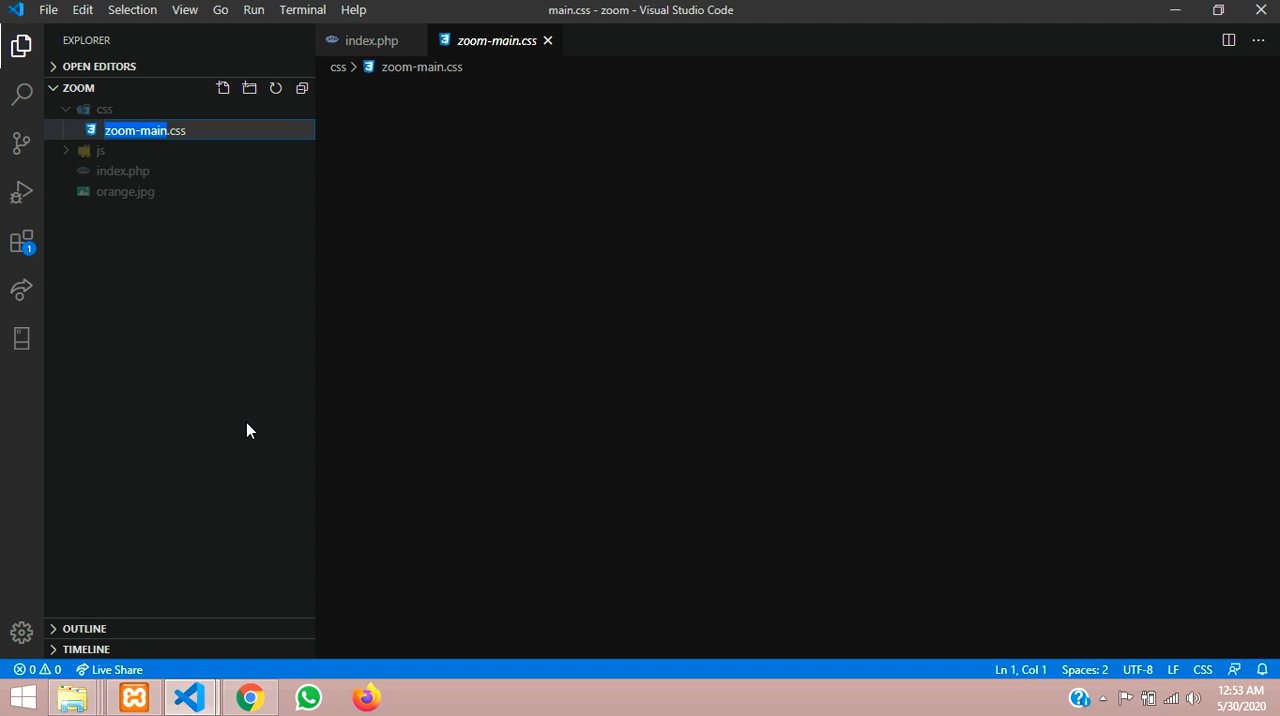 File Edit Selection View Go Run Terminal Help main.css - zoom - Visual Studio Code
EXPLORER
OPEN EDITORS
ZOOM
css
zoom-main.css
js
index.php
orange.jpg
index.php zoom-main.css
css zoom-main.css
1
OUTLINE
TIMELINE
0 0 Live Share Ln 1, Col 1 Spaces: 2 UTF-8 LF CSS
12:53 AM
5/30/2020